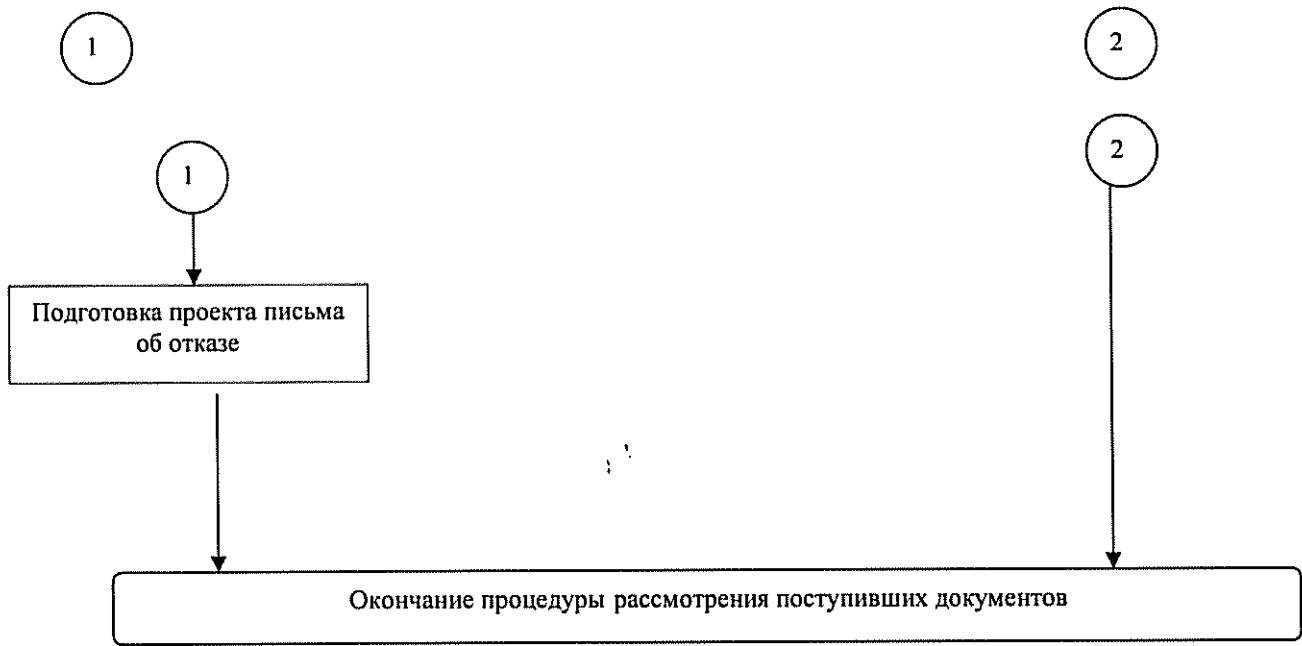 1
2
2
1
Подготовка проекта письма
об отказе
Окончание процедуры рассмотрения поступивших документов